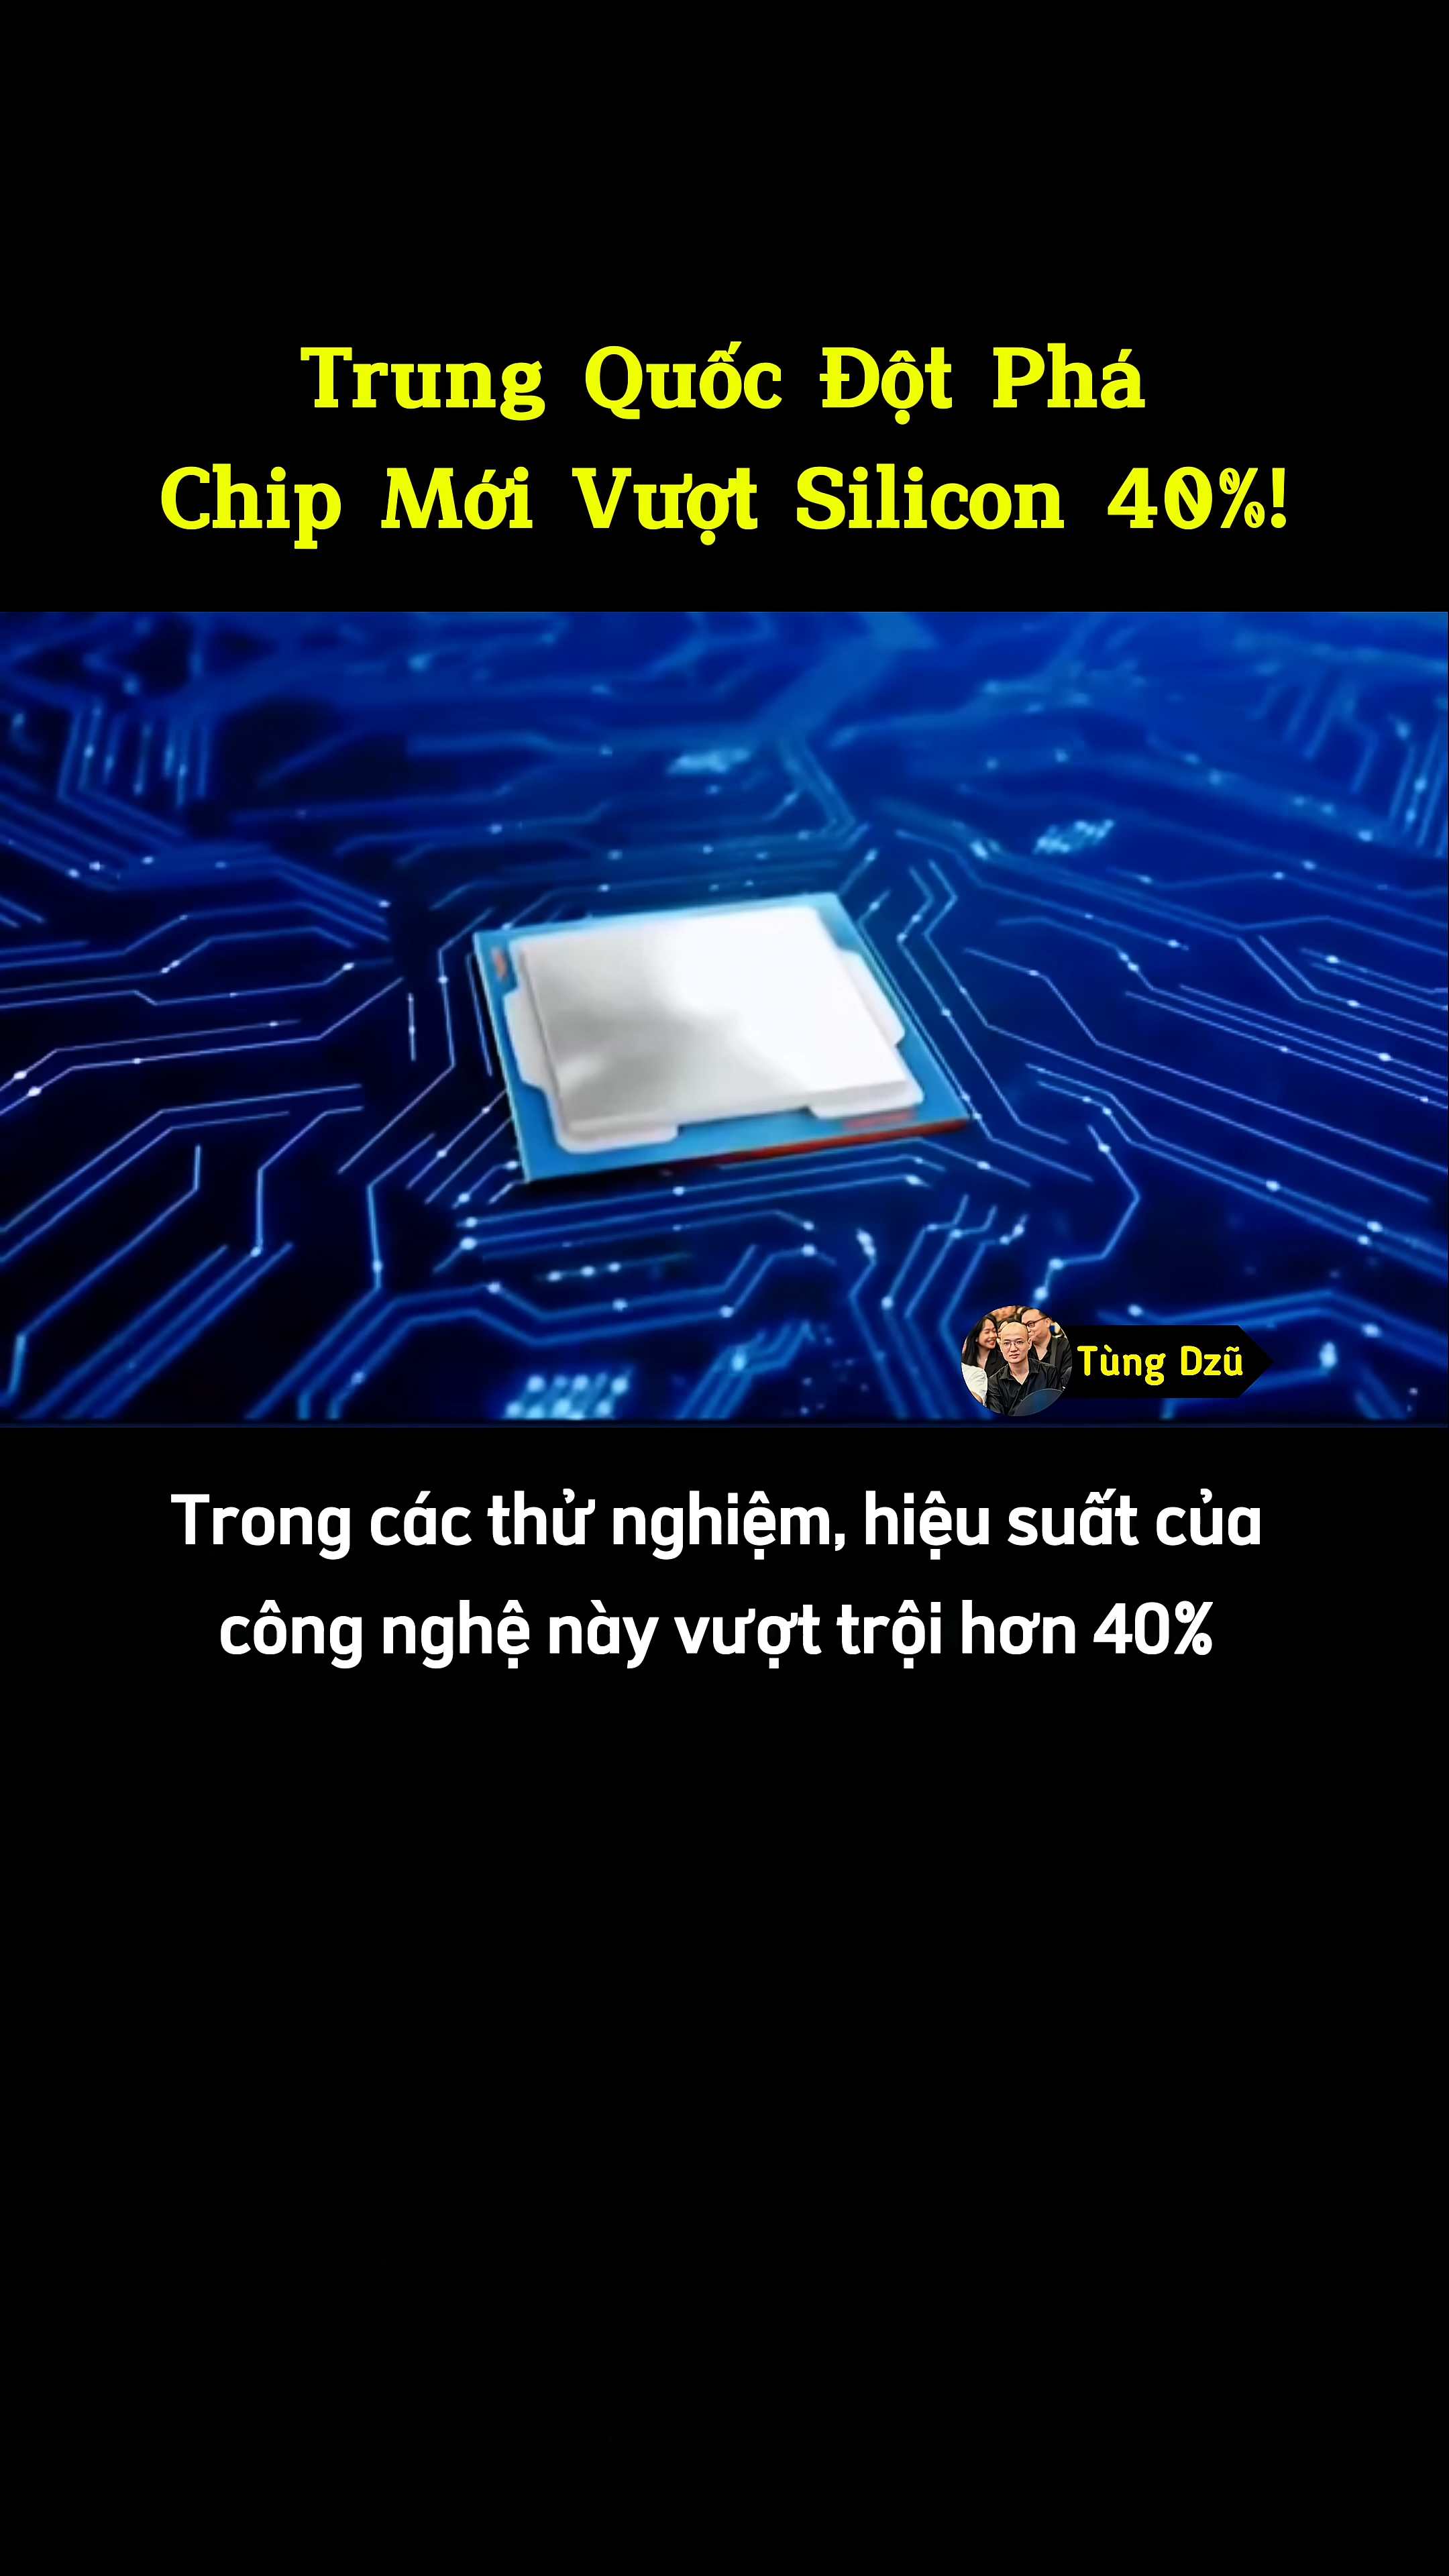 Trung Quốc Đột Phá
Chip Mới Vượt Silicon 40%!
Tùng Dzũ
Trong các thử nghiệm, hiệu suất của
công nghệ này vượt trội hơn 40%